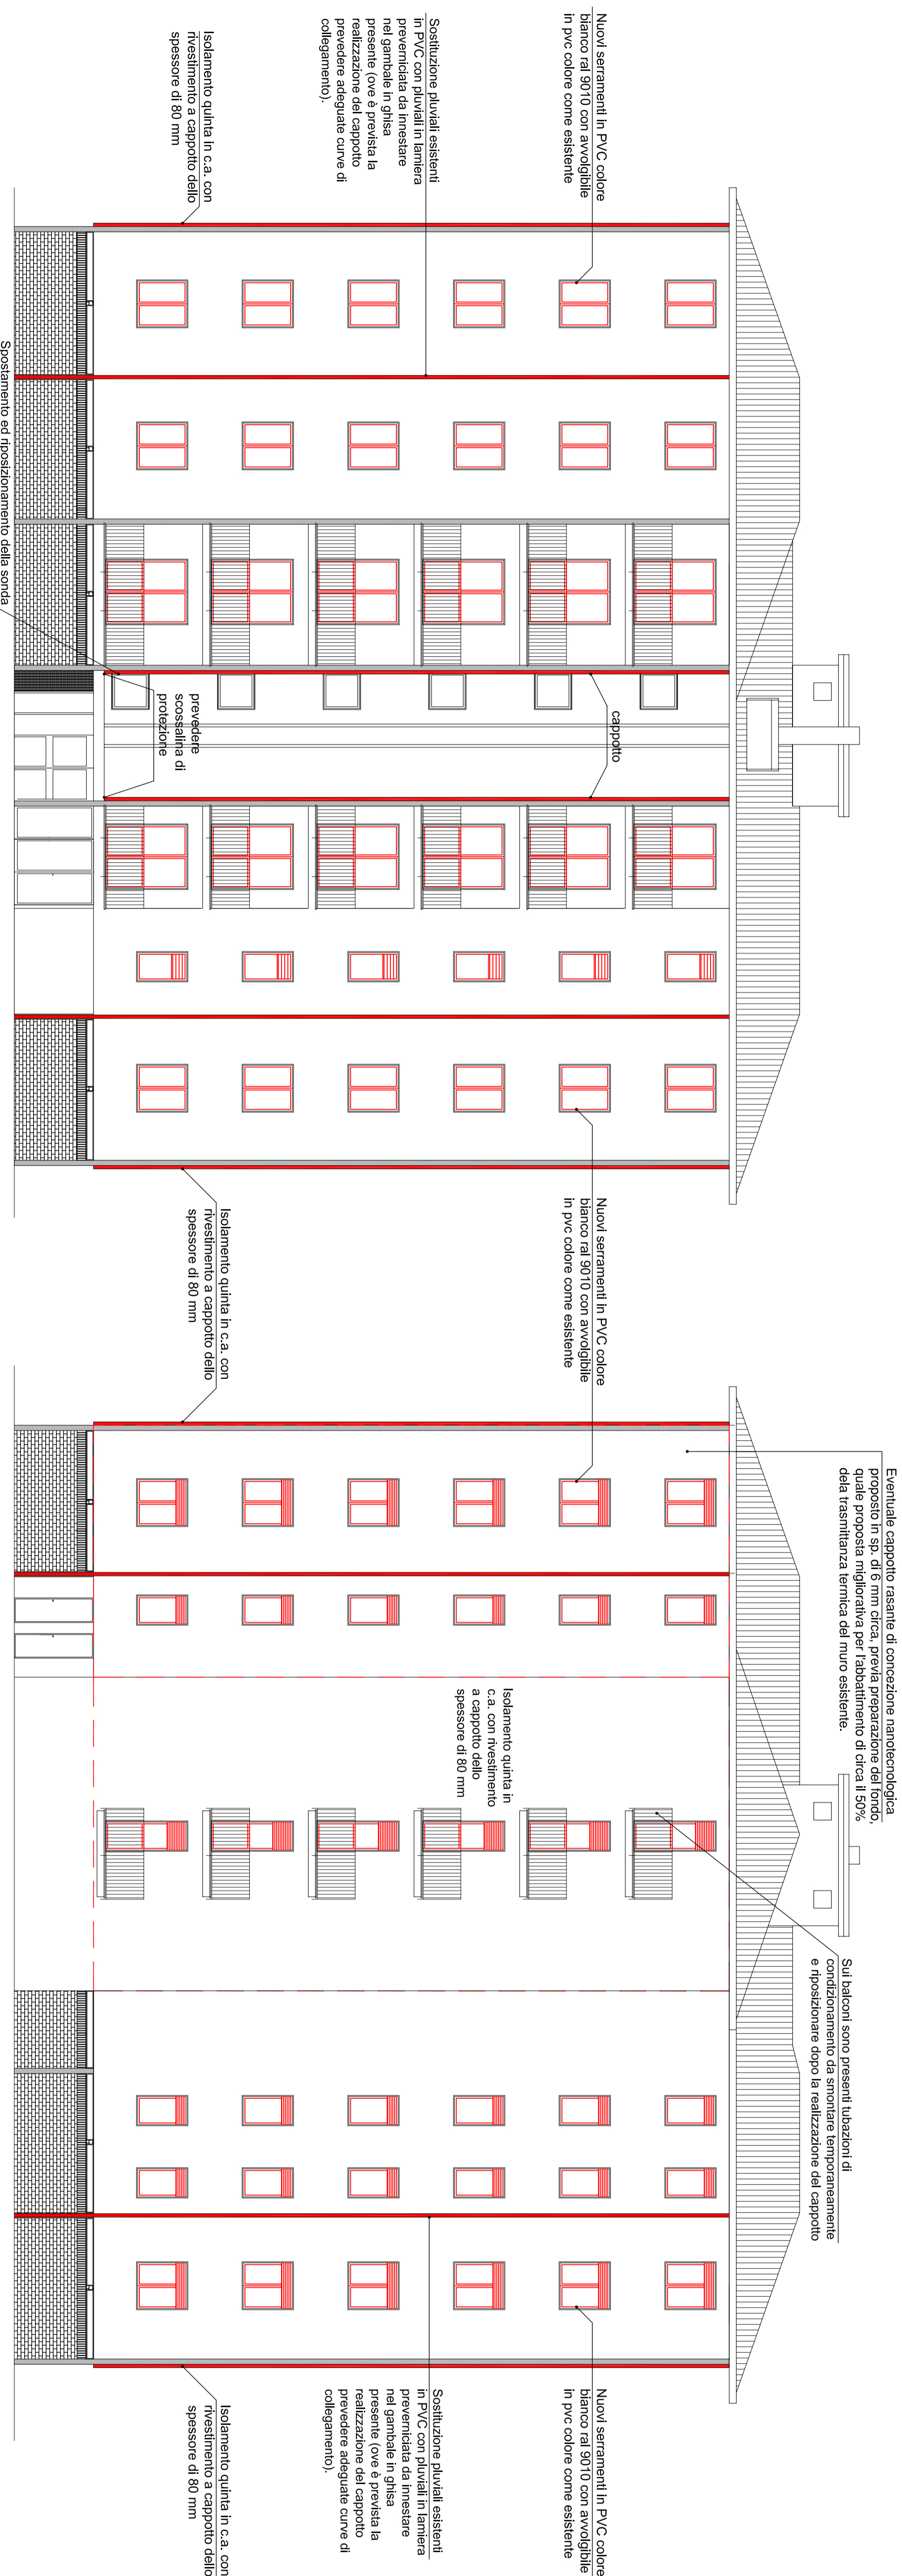 Nuovi serramenti in PVC colore
bianco ral 9010 con avvolgibile
in pvc colore come esistente
Sostituzione pluviali esistenti
in PVC con pluviali in lamiera
preverniciata da innestare
nel gambale in ghisa
presente (ove è prevista la
realizzazione del cappotto
prevedere adeguate curve di
collegamento).
Isolamento quinta in c.a. con
rivestimento a cappotto dello
spessore di 80 mm
Spostamento ed riposizionamento della sonda
cappotto
prevedere
scossalina di
protezione
Nuovi serramenti in PVC colore
bianco ral 9010 con avvolgibile
in pvc colore come esistente
Isolamento quinta in c.a. con
rivestimento a cappotto dello
spessore di 80 mm
Eventuale cappotto rasante di concezione nanotecnologica
proposto in sp. di 6 mm circa, previa preparazione del fondo,
quale proposta migliorativa per l'abbattimento di circa il 50%
dela trasmittanza termica del muro esistente.
Isolamento quinta in
c.a. con rivestimento
a cappotto dello
spessore di 80 mm
Sui balconi sono presenti tubazioni di
condizionamento da smontare temporaneamente
e riposizionare dopo la realizzazione del cappotto
Nuovi serramenti in PVC colore
bianco ral 9010 con avvolgibile
in pvc colore come esistente
Sostituzione pluviali esistenti
in PVC con pluviali in lamiera
preverniciata da innestare
nel gambale in ghisa
presente (ove è prevista la
realizzazione del cappotto
prevedere adeguate curve di
collegamento).
Isolamento quinta in c.a. con
rivestimento a cappotto dello
spessore di 80 mm